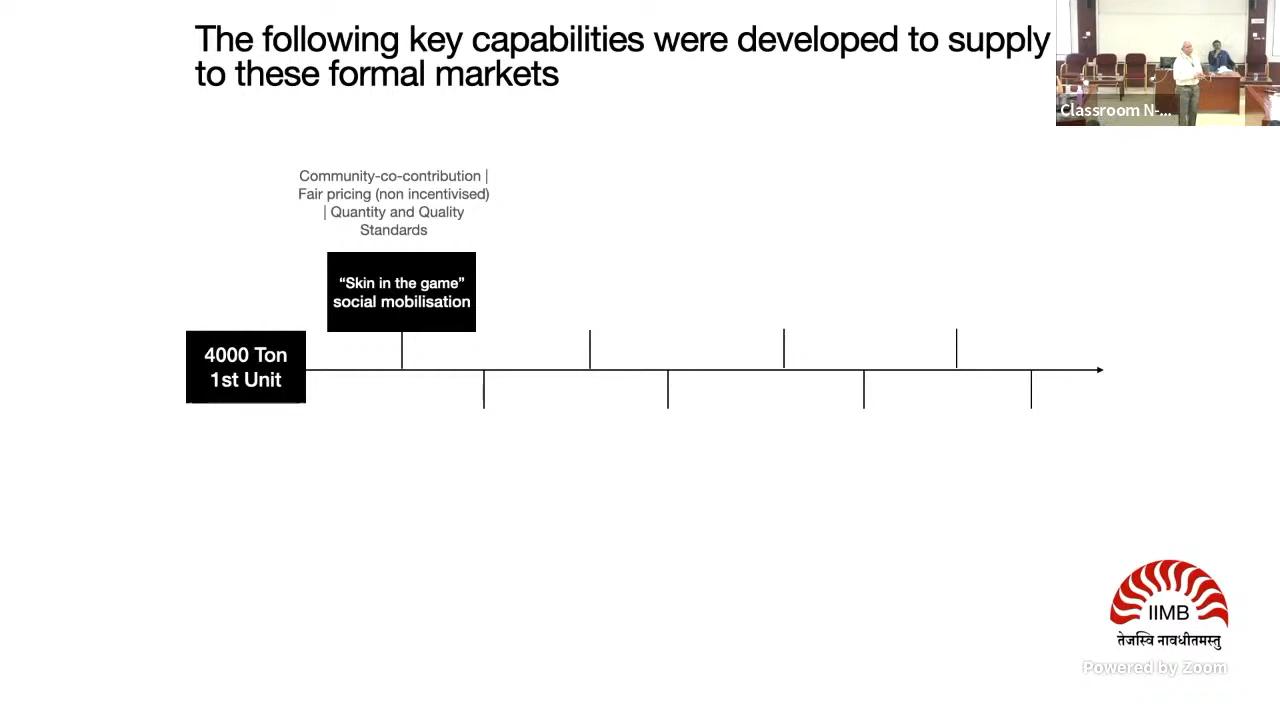 The following key capabilities were developed to supply
to these formal markets
Classroom N-...
Community-co-contribution |
Fair pricing (non incentivised)
| Quantity and Quality
Standards
“Skin in the game”
social mobilisation
4000 Ton
1st Unit
IIMB
तेजस्वि नावधीतमस्तु
Powered by Zoom